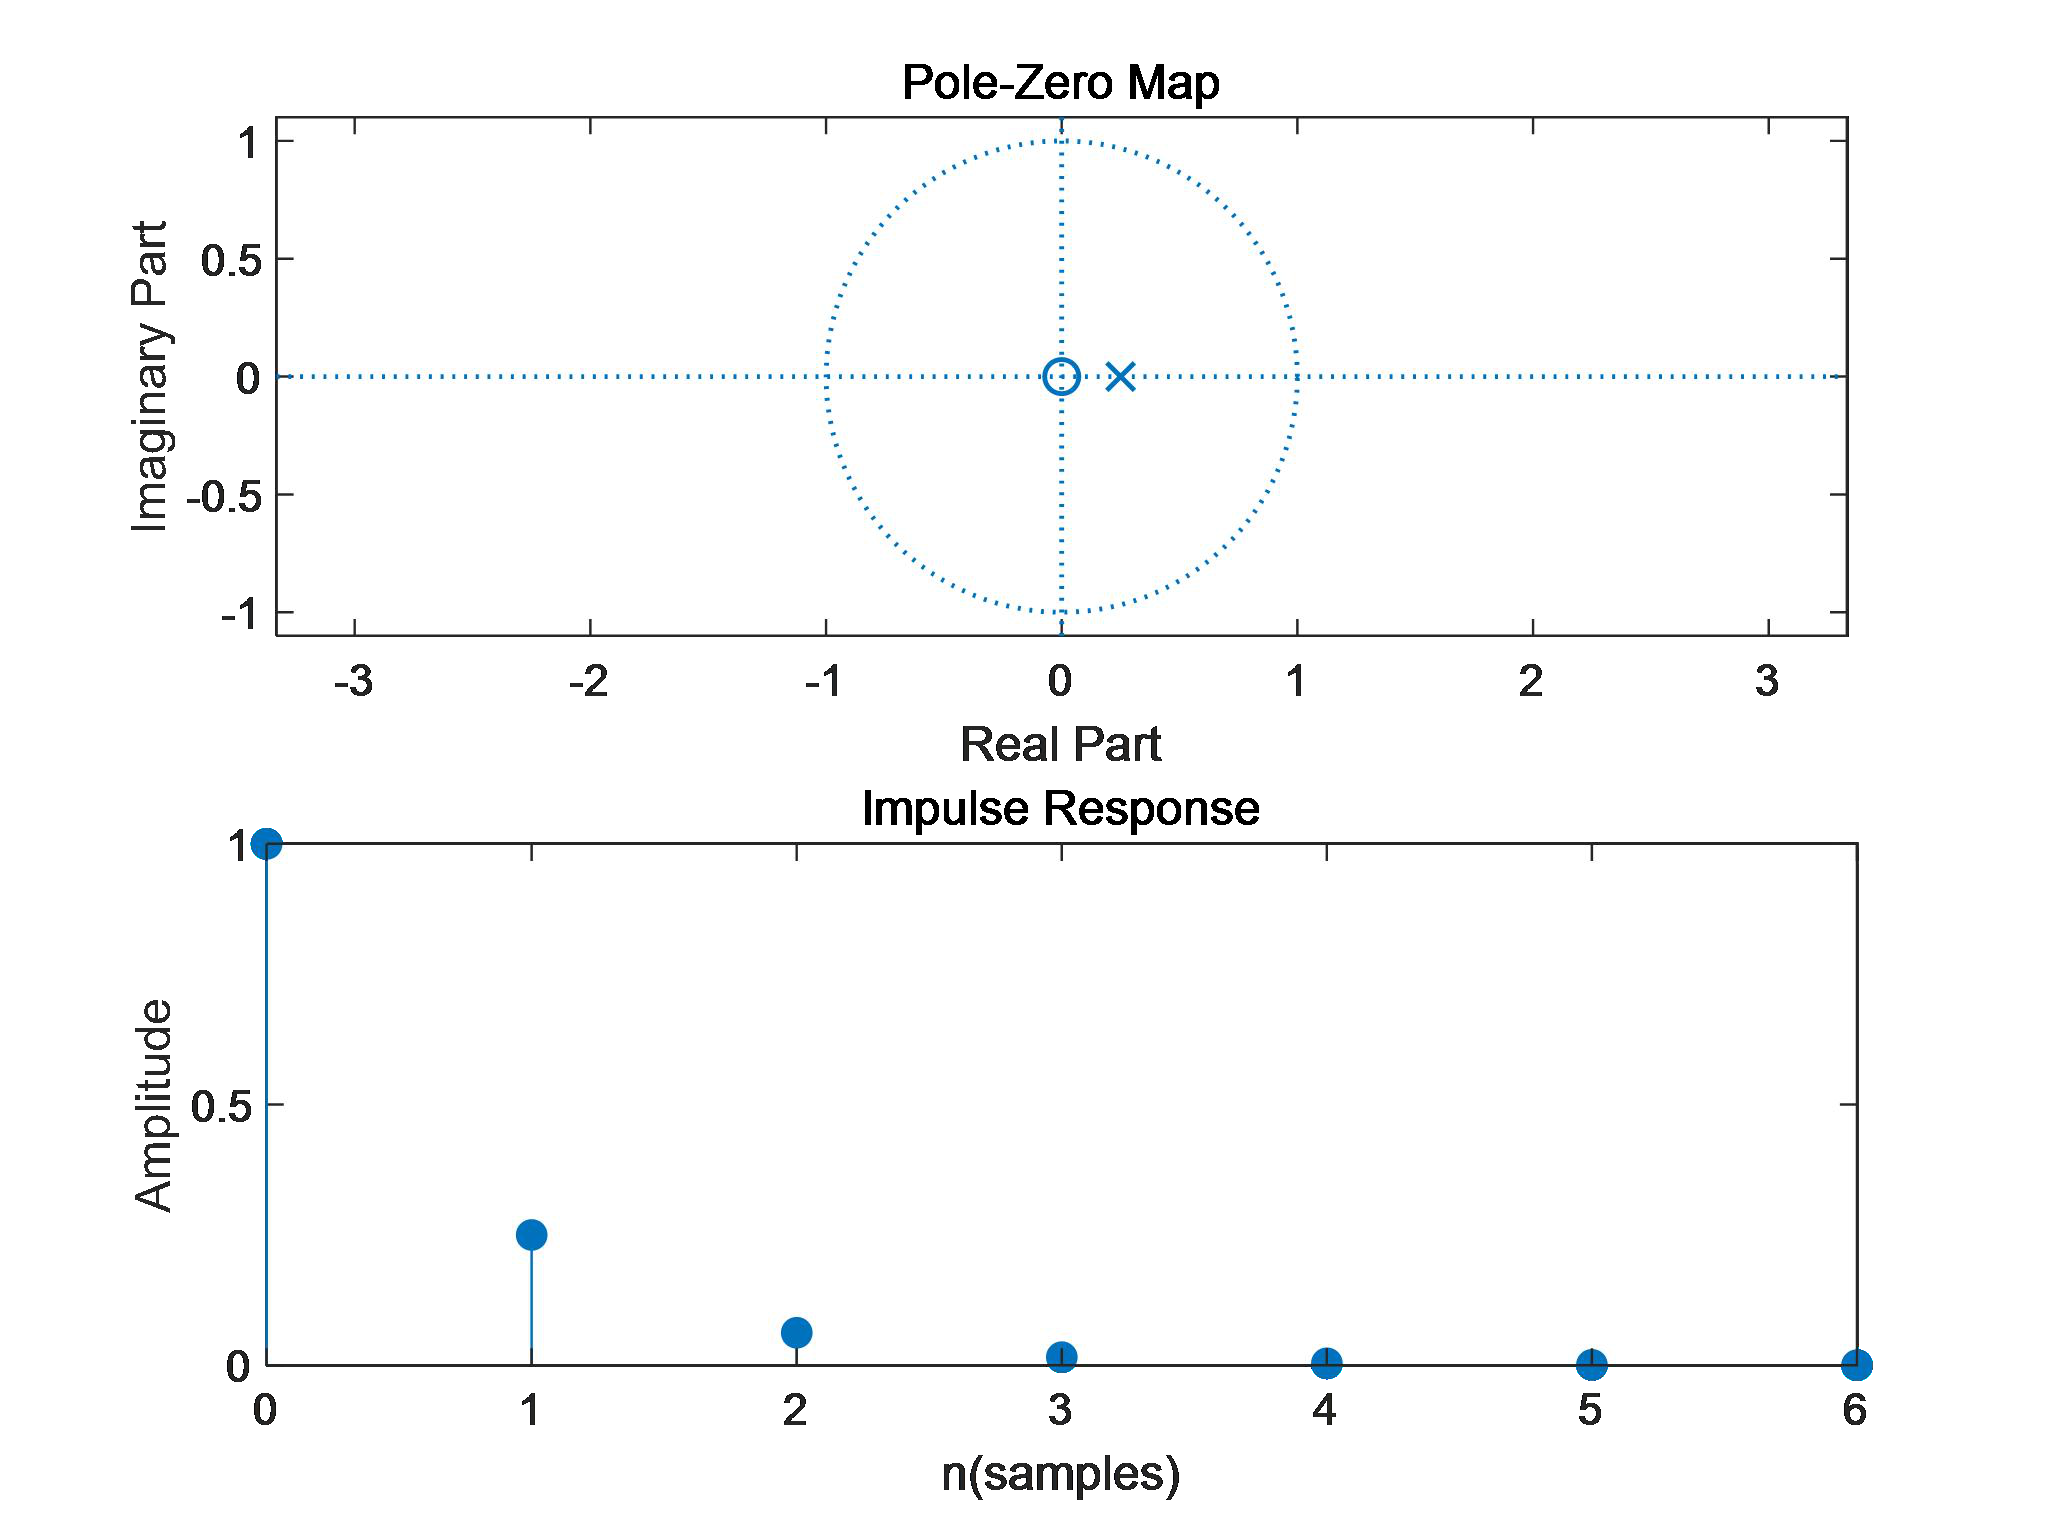 Pole-Zero Map
1
0.5
0
-0.5
-1
Imaginary Part
-3 -2 -1 0 1 2 3
Real Part
Impulse Response
1
0.5
0
Amplitude
0 1 2 3 4 5 6
n(samples)